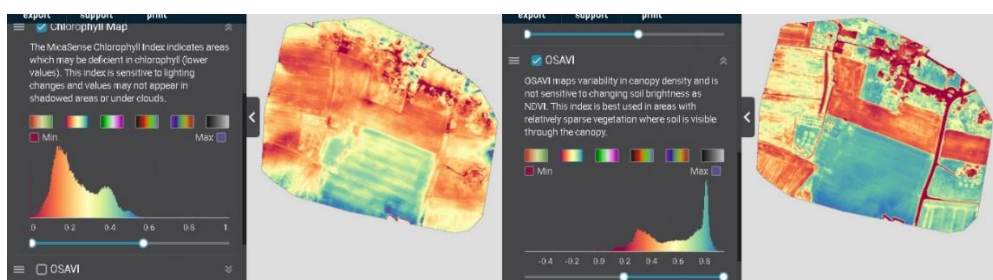 export support print
Chlorophyll Map
The MicaSense Chlorophyll Index indicates areas
which may be deficient in chlorophyll (lower
values). This index is sensitive to lighting
changes and values may not appear in
shadowed areas or under clouds.
Min Max
0 0.2 0.4 0.6 0.8 1.
OSAVI
export support print
OSAVI
OSAVI maps variability in canopy density and is
not sensitive to changing soil brightness as
NDVI. This index is best used in areas with
relatively sparse vegetation where soil is visible
through the canopy.
Min Max
-0.4 -0.2 0 0.2 0.4 0.6 0.8